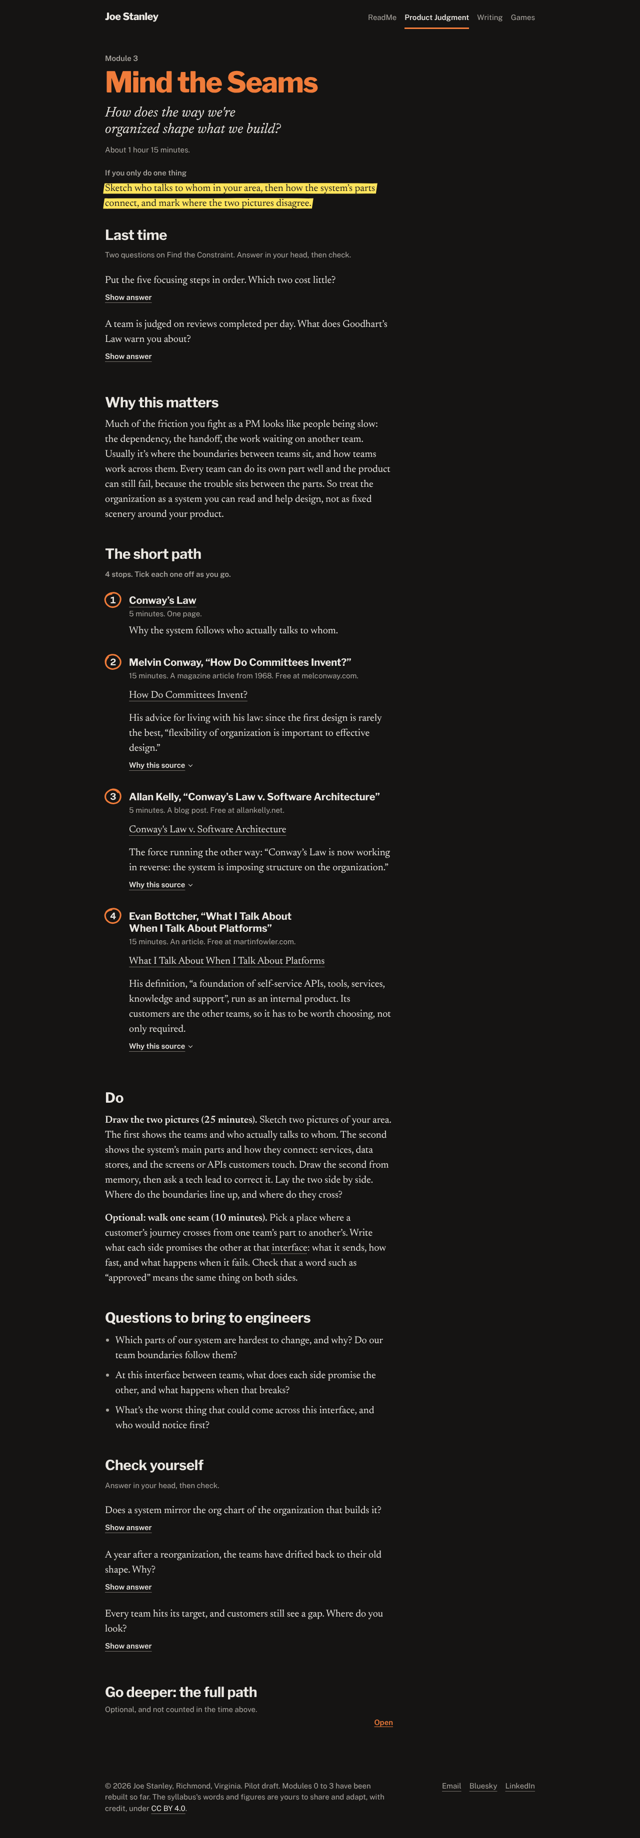 Joe Stanley
ReadMe Product Judgment Writing Games
Module 3
Mind the Seams
How does the way we're
organized shape what we build?
About 1 hour 15 minutes.
If you only do one thing
Sketch who talks to whom in your area, then how the system's parts
connect, and mark where the two pictures disagree.
Last time
Two questions on Find the Constraint. Answer in your head, then check.
Put the five focusing steps in order. Which two cost little?
Show answer
A team is judged on reviews completed per day. What does Goodhart's
Law warn you about?
Show answer
Why this matters
Much of the friction you fight as a PM looks like people being slow:
the dependency, the handoff, the work waiting on another team.
Usually it's where the boundaries between teams sit, and how teams
work across them. Every team can do its own part well and the product
can still fail, because the trouble sits between the parts. So treat the
organization as a system you can read and help design, not as fixed
scenery around your product.
The short path
4 stops. Tick each one off as you go.
1
Conway's Law
5 minutes. One page.
Why the system follows who actually talks to whom.
2
Melvin Conway, “How Do Committees Invent?”
15 minutes. A magazine article from 1968. Free at melconway.com.
How Do Committees Invent?
His advice for living with his law: since the first design is rarely
the best, “flexibility of organization is important to effective
design.”
Why this source
3
Allan Kelly, “Conway's Law v. Software Architecture”
5 minutes. A blog post. Free at allankelly.net.
Conway's Law v. Software Architecture
The force running the other way: “Conway's Law is now working
in reverse: the system is imposing structure on the organization.”
Why this source
4
Evan Bottcher, “What I Talk About
When I Talk About Platforms”
15 minutes. An article. Free at martinfowler.com.
What I Talk About When I Talk About Platforms
His definition, “a foundation of self-service APIs, tools, services,
knowledge and support”, run as an internal product. Its
customers are the other teams, so it has to be worth choosing, not
only required.
Why this source
Do
Draw the two pictures (25 minutes). Sketch two pictures of your area.
The first shows the teams and who actually talks to whom. The second
shows the system's main parts and how they connect: services, data
stores, and the screens or APIs customers touch. Draw the second from
memory, then ask a tech lead to correct it. Lay the two side by side.
Where do the boundaries line up, and where do they cross?
Optional: walk one seam (10 minutes). Pick a place where a
customer's journey crosses from one team's part to another's. Write
what each side promises the other at that interface: what it sends, how
fast, and what happens when it fails. Check that a word such as
“approved” means the same thing on both sides.
Questions to bring to engineers
Which parts of our system are hardest to change, and why? Do our
team boundaries follow them?
At this interface between teams, what does each side promise the
other, and what happens when that breaks?
What's the worst thing that could come across this interface, and
who would notice first?
Check yourself
Answer in your head, then check.
Does a system mirror the org chart of the organization that builds it?
Show answer
A year after a reorganization, the teams have drifted back to their old
shape. Why?
Show answer
Every team hits its target, and customers still see a gap. Where do you
look?
Show answer
Go deeper: the full path
Optional, and not counted in the time above.
Open
© 2026 Joe Stanley, Richmond, Virginia. Pilot draft. Modules 0 to 3 have been
rebuilt so far. The syllabus's words and figures are yours to share and adapt, with
credit, under CC BY 4.0.
Email Bluesky LinkedIn